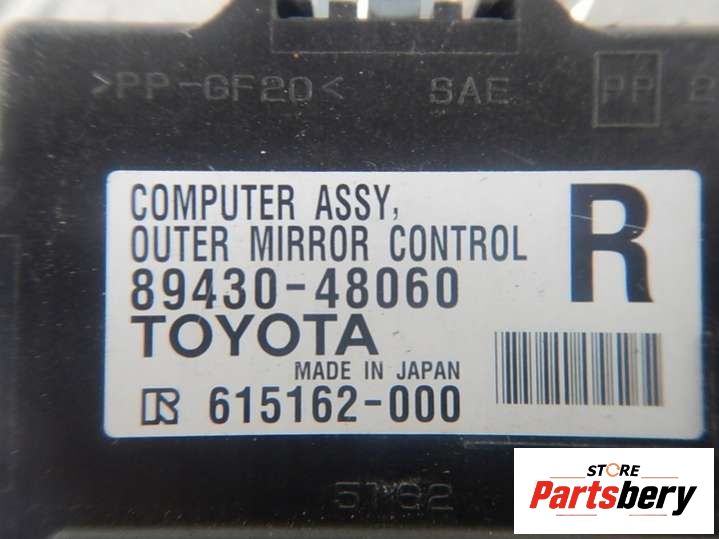 >PP-GF20< SAE PP
COMPUTER ASSY,
OUTER MIRROR CONTROL
R
89430-48060
TOYOTA
MADE IN JAPAN
R 615162-000
5162
STORE
Partsbery